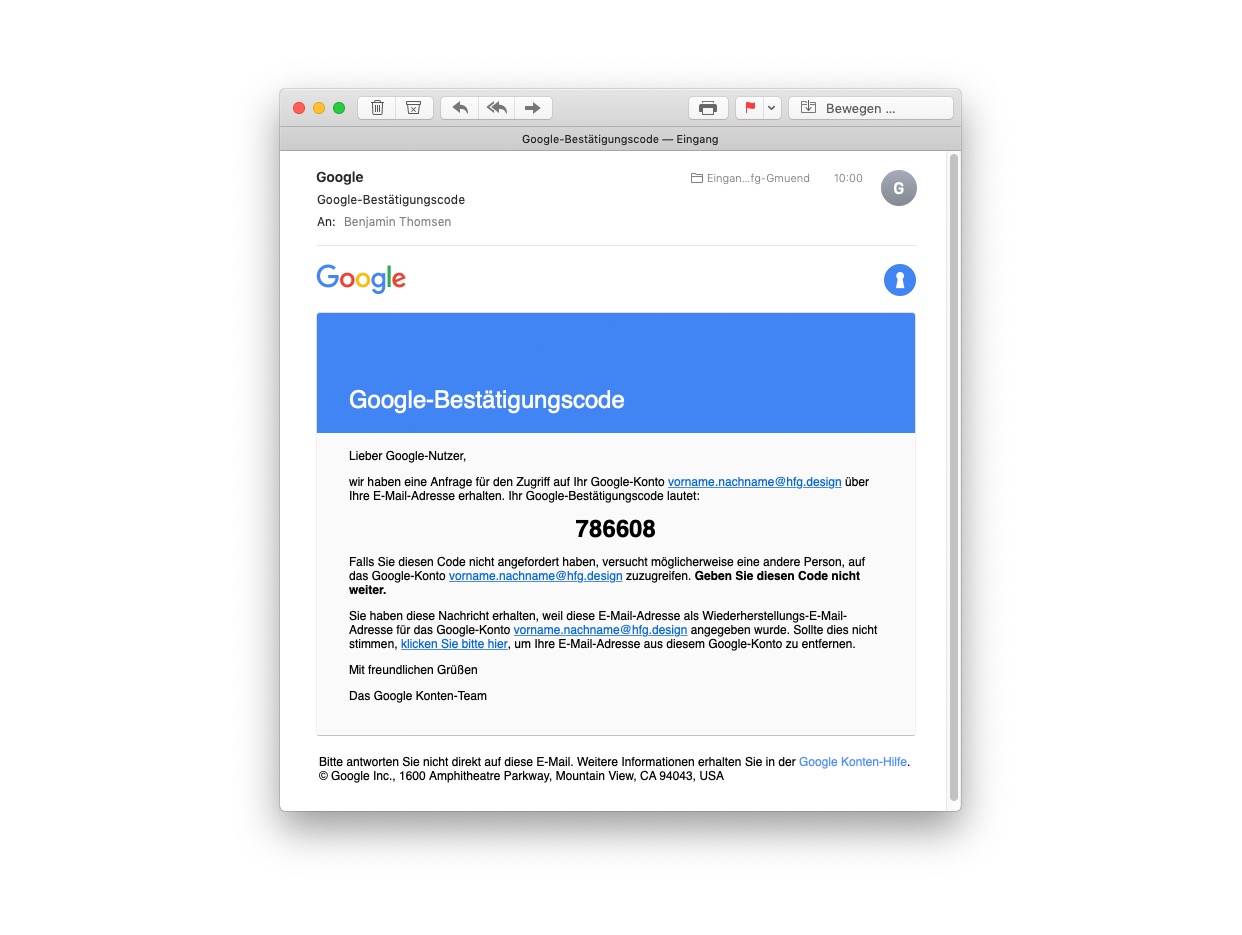 Bewegen ...
Google-Bestätigungscode — Eingang
Google
Eingan...fg-Gmuend
10:00
G
Google-Bestätigungscode
An: Benjamin Thomsen
Google
Google-Bestätigungscode
Lieber Google-Nutzer,
wir haben eine Anfrage für den Zugriff auf Ihr Google-Konto vorname.nachname@hfg.design über
Ihre E-Mail-Adresse erhalten. Ihr Google-Bestätigungscode lautet:
786608
Falls Sie diesen Code nicht angefordert haben, versucht möglicherweise eine andere Person, auf
das Google-Konto vorname.nachname@hfg.design zuzugreifen. Geben Sie diesen Code nicht
weiter.
Sie haben diese Nachricht erhalten, weil diese E-Mail-Adresse als Wiederherstellungs-E-Mail-
Adresse für das Google-Konto vorname.nachname@hfg.design angegeben wurde. Sollte dies nicht
stimmen, klicken Sie bitte hier, um Ihre E-Mail-Adresse aus diesem Google-Konto zu entfernen.
Mit freundlichen Grüßen
Das Google Konten-Team
Bitte antworten Sie nicht direkt auf diese E-Mail. Weitere Informationen erhalten Sie in der Google Konten-Hilfe.
© Google Inc., 1600 Amphitheatre Parkway, Mountain View, CA 94043, USA